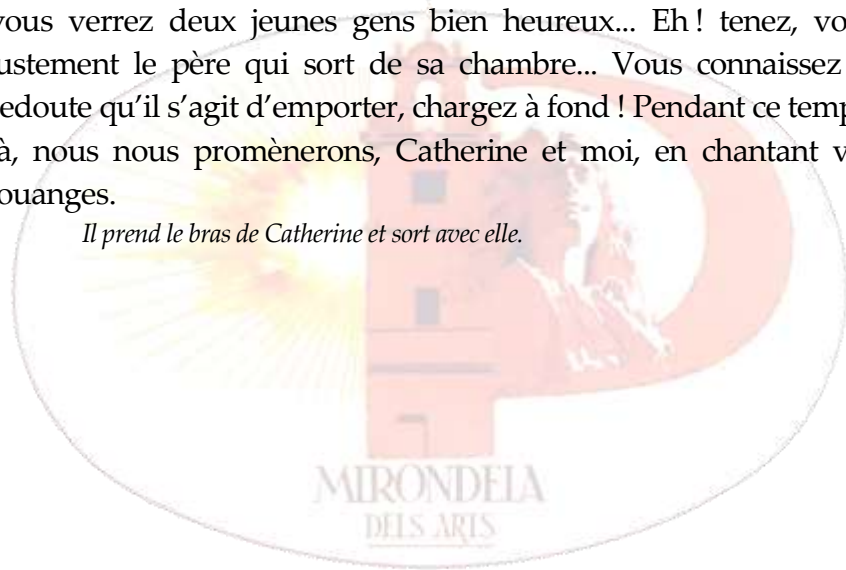 vous verrez deux jeunes gens bien heureux... Eh ! tenez, vo
ustement le père qui sort de sa chambre... Vous connaissez
edoute qu'il s'agit d'emporter, chargez à fond ! Pendant ce temp
à, nous nous promènerons, Catherine et moi, en chantant v
ouanges.
Il prend le bras de Catherine et sort avec elle.
MIRONDELA
DELS ARTS